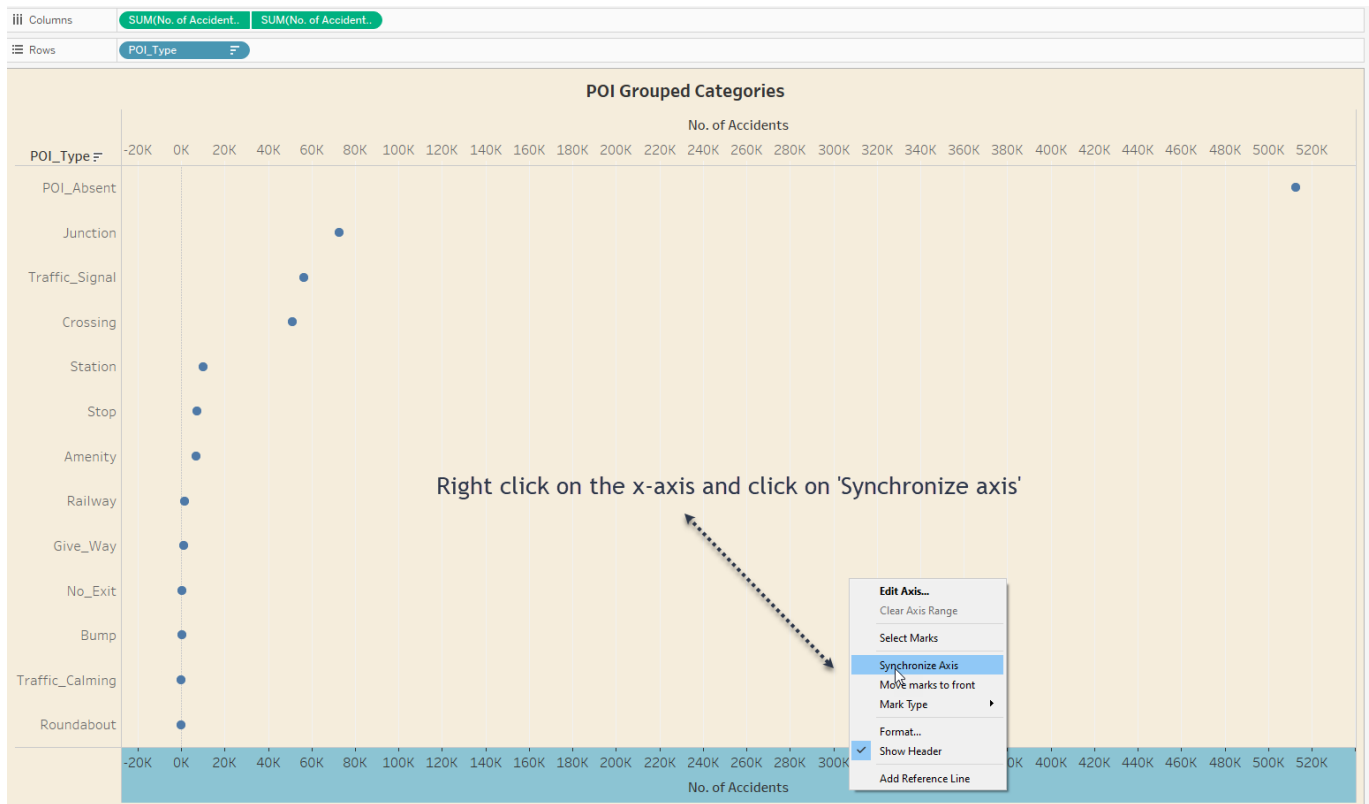 Columns SUM(No. of Accident.. SUM(No. of Accident..
Rows POI_Type
POI Grouped Categories
No. of Accidents
POI_Type
-20K 0K 20K 40K 60K 80K 100K 120K 140K 160K 180K 200K 220K 240K 260K 280K 300K 320K 340K 360K 380K 400K 420K 440K 460K 480K 500K 520K
POI_Absent
Junction
Traffic_Signal
Crossing
Station
Stop
Amenity
Railway
Give_Way
No_Exit
Bump
Traffic_Calming
Roundabout
Right click on the x-axis and click on 'Synchronize axis'
Edit Axis...
Clear Axis Range
Select Marks
Synchronize Axis
Move marks to front
Mark Type
Format...
Show Header
Add Reference Line
-20K 0K 20K 40K 60K 80K 100K 120K 140K 160K 180K 200K 220K 240K 260K 280K 300K 400K 420K 440K 460K 480K 500K 520K
No. of Accidents